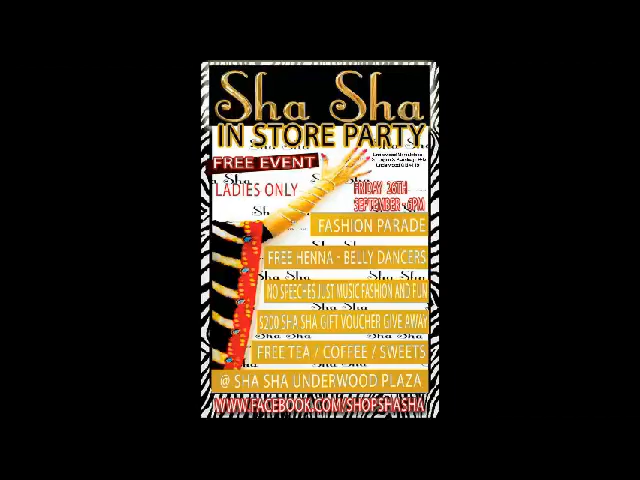 Sha Sha
IN STORE PARTY
FREE EVENT
LADIES ONLY
FRIDAY 26TH
SEPTEMBER - 6PM
FASHION PARADE
FREE HENNA - BELLY DANCERS
NO SPEECHES JUST MUSIC FASHION AND FUN
$200 SHA SHA GIFT VOUCHER GIVE AWAY
FREE TEA / COFFEE / SWEETS
@ SHA SHA UNDERWOOD PLAZA
WWW.FACEBOOK.COM/SHOPSHASHA